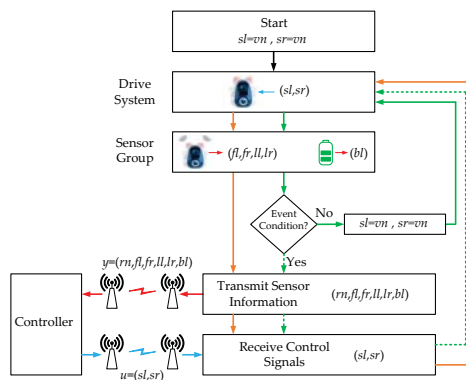 Start
sl=vn , sr=vn
Drive
System
(sl,sr)
Sensor
Group
(fl,fr,ll,lr)
(bl)
Event
Condition?
No
sl=vn , sr=vn
Yes
y=(rn,fl,fr,ll,lr,bl)
Transmit Sensor
Information
(rn,fl,fr,ll,lr,bl)
Controller
Receive Control
Signals
(sl,sr)
u=(sl,sr)